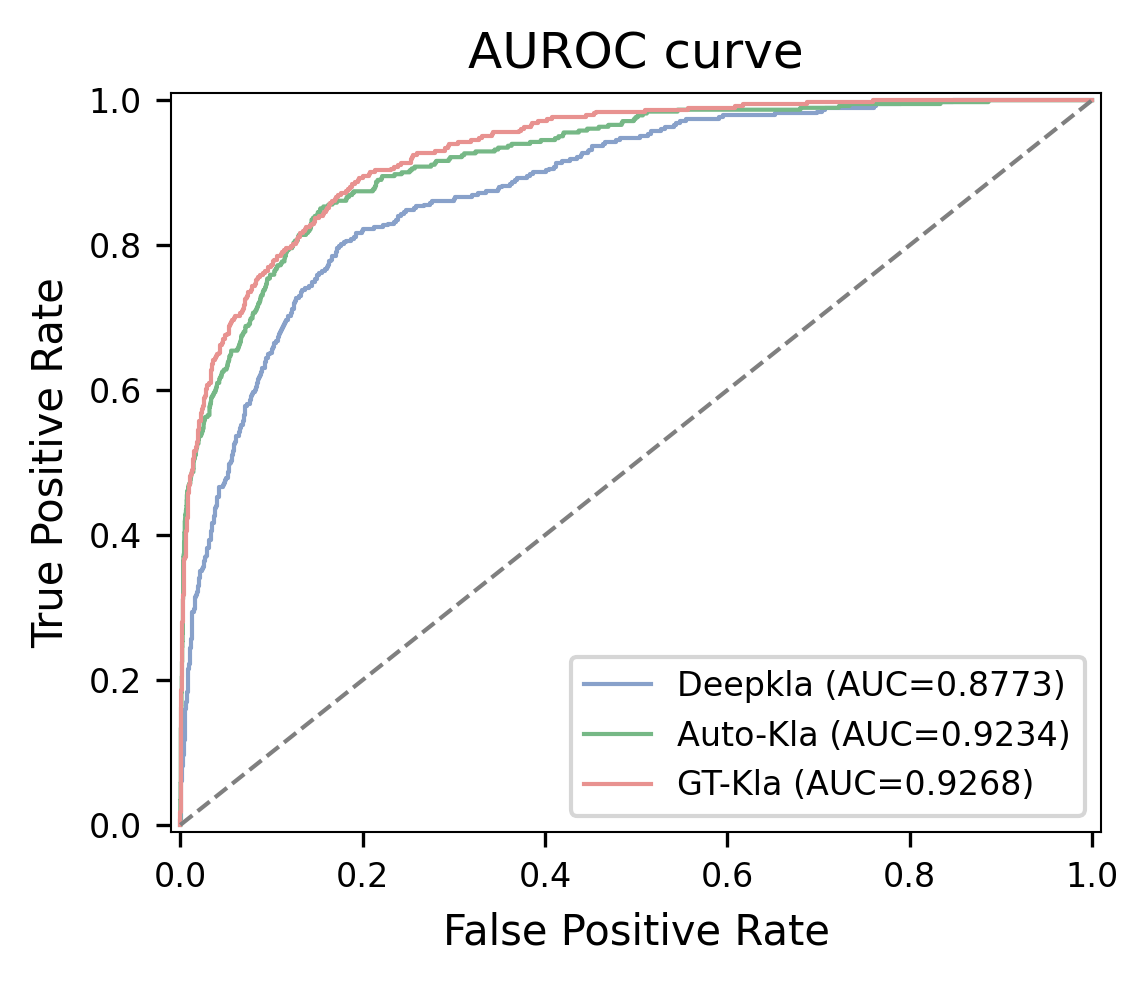 AUROC curve
1.0
0.8
0.6
0.4
0.2
0.0
True Positive Rate
Deepkla (AUC=0.8773)
Auto-Kla (AUC=0.9234)
GT-Kla (AUC=0.9268)
0.0 0.2 0.4 0.6 0.8 1.0
False Positive Rate